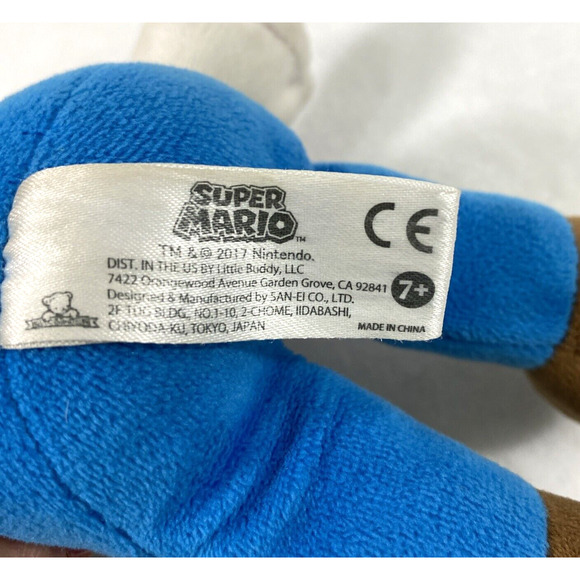 SUPER
MARIO™
TM & © 2017 Nintendo.
DIST. IN THE US BY Little Buddy, LLC
7422 Orangewood Avenue Garden Grove, CA 92841
Designed & Manufactured by SAN-EI CO., LTD.
2F TUG BLDG, NO.1-10, 2-CHOME, IIDABASHI,
CHIYODA-KU, TOKYO, JAPAN
CE
7+
MADE IN CHINA